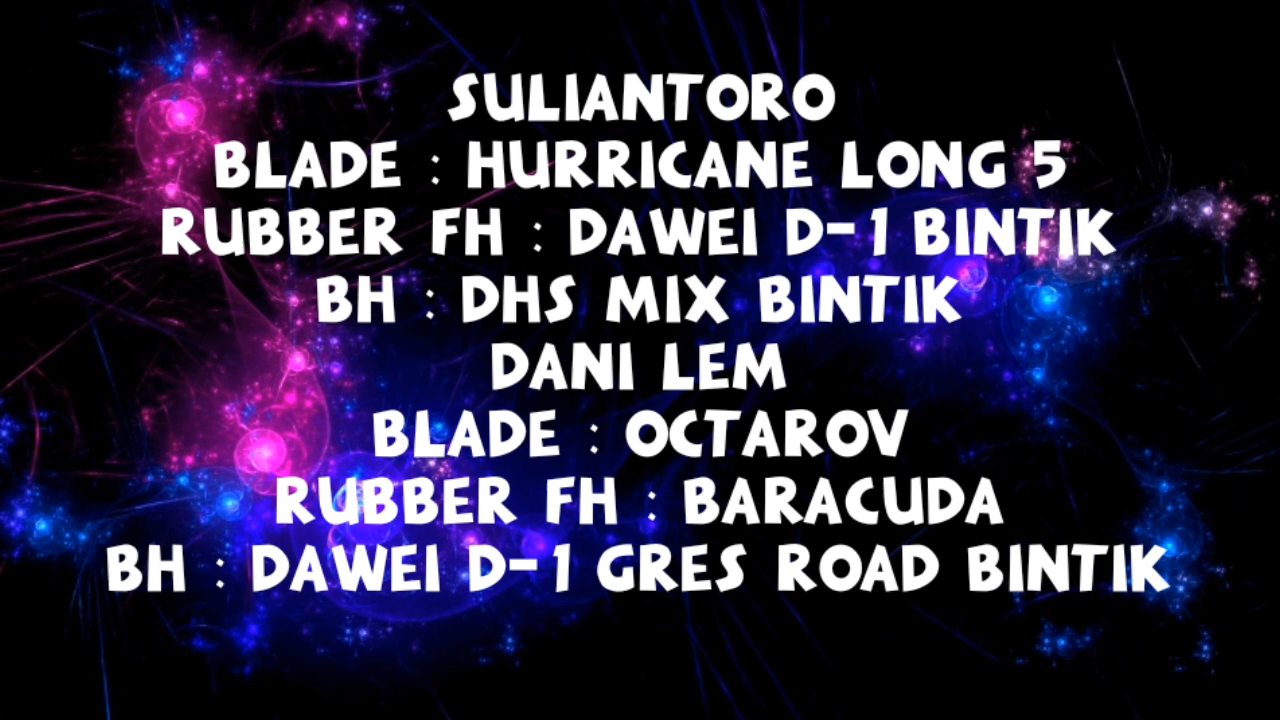 SULIANTORO
BLADE : HURRICANE LONG 5
RUBBER FH : DAWEI D-1 BINTIK
BH : DHS MIX BINTIK
DANI LEM
BLADE : OCTAROV
RUBBER FH : BARACUDA
BH : DAWEI D-1 GRES ROAD BINTIK